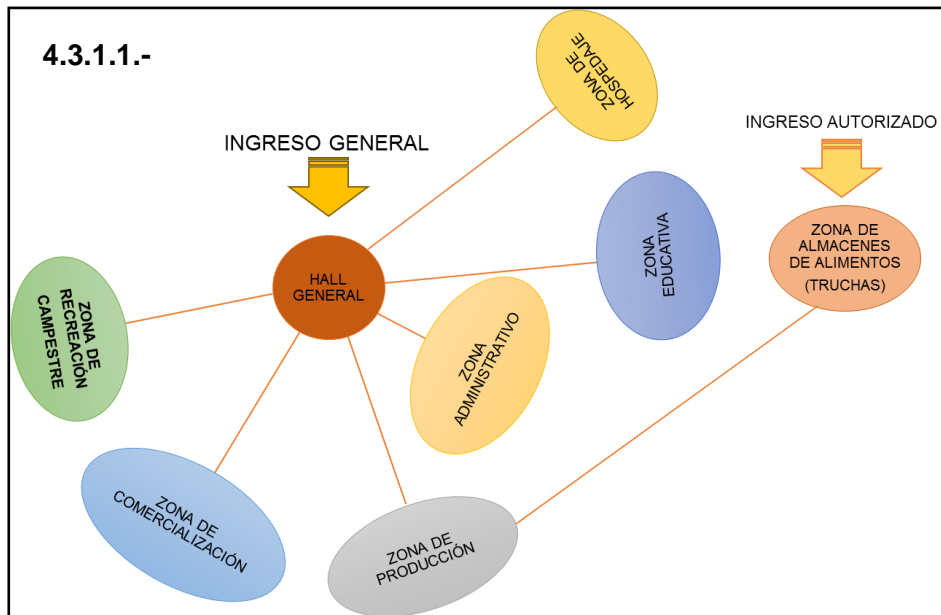 4.3.1.1.-
ZONA DE
HOSPEDAJE
INGRESO GENERAL
INGRESO AUTORIZADO
HALL
GENERAL
ZONA
EDUCATIVA
ZONA DE
ALMACENES
DE ALIMENTOS
(TRUCHAS)
ZONA DE
RECREACIÓN
CAMPESTRE
ZONA
ADMINISTRATIVO
ZONA DE
COMERCIALIZACIÓN
ZONA DE
PRODUCCIÓN